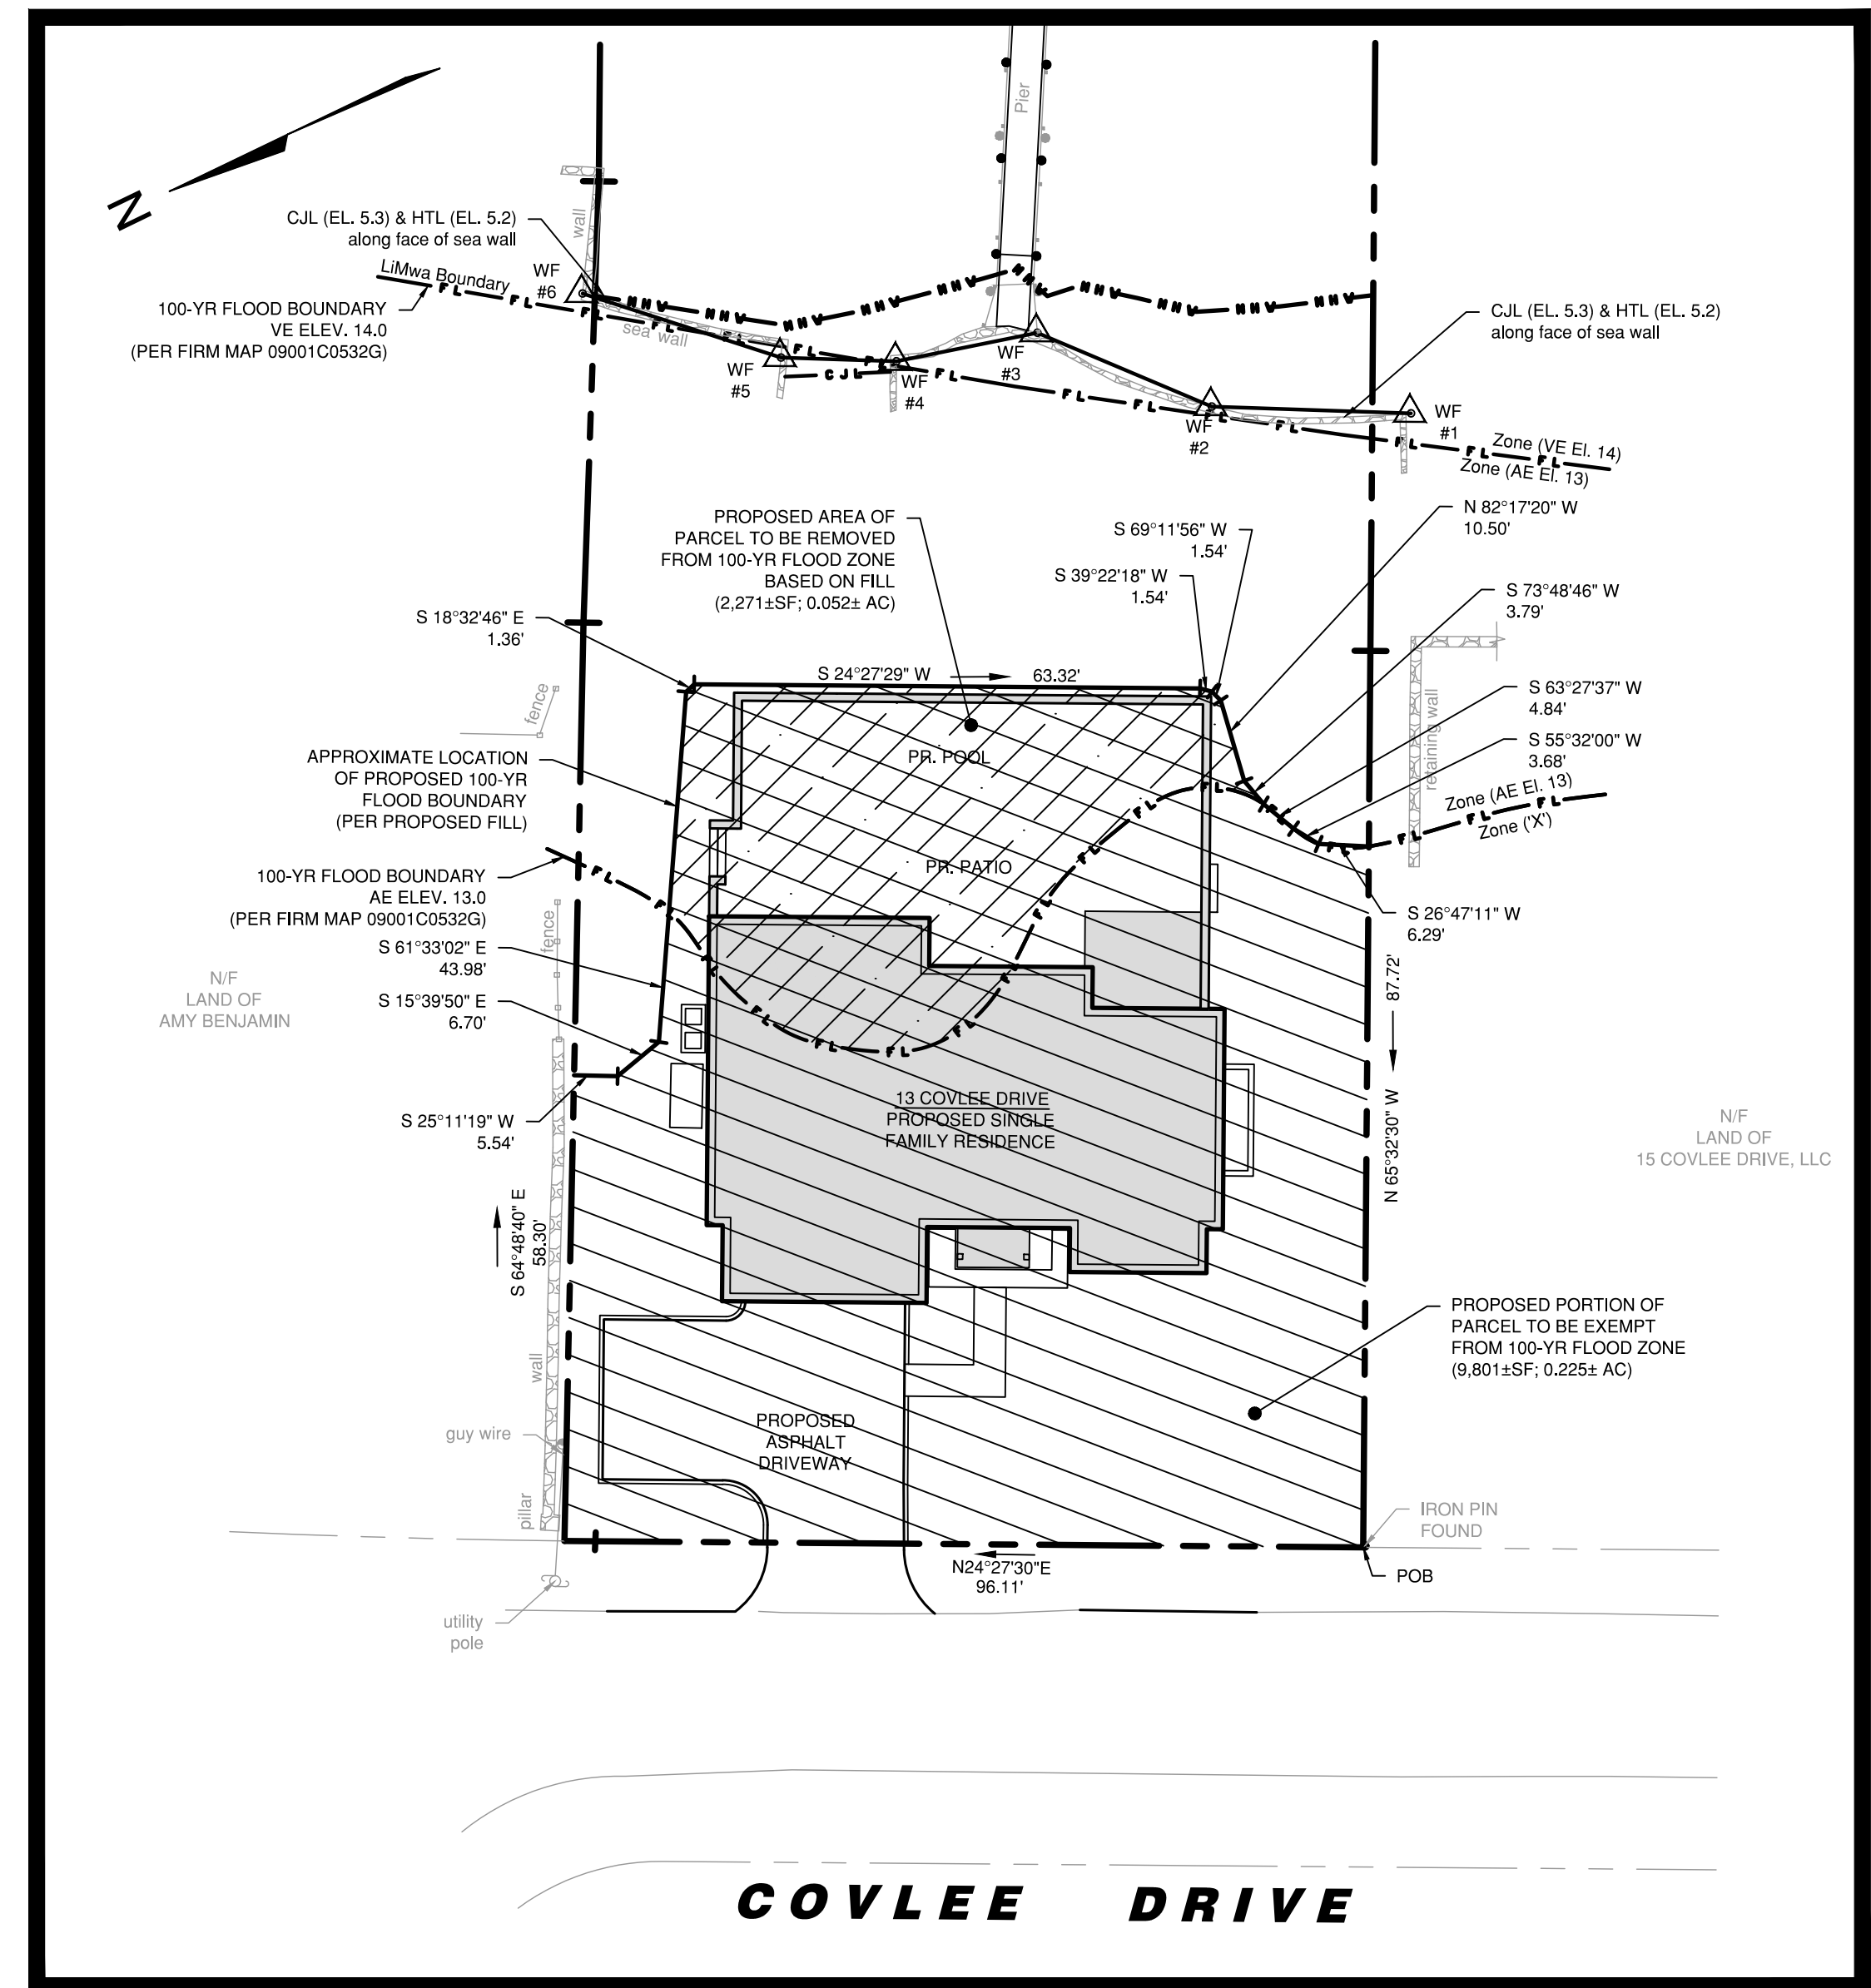 N
Pier
wall
CJL (EL. 5.3) & HTL (EL. 5.2)
along face of sea wall
LiMwa Boundary
WF
#6
100-YR FLOOD BOUNDARY
VE ELEV. 14.0
(PER FIRM MAP 09001C0532G)
sea wall
CJL (EL. 5.3) & HTL (EL. 5.2)
along face of sea wall
WF
#5
CJL
WF
#4
WF
#3
WF
#2
WF
#1
Zone (VE El. 14)
Zone (AE El. 13)
F L
M H W
PROPOSED AREA OF
PARCEL TO BE REMOVED
FROM 100-YR FLOOD ZONE
BASED ON FILL
(2,271±SF; 0.052± AC)
S 69°11'56" W
1.54'
S 39°22'18" W
1.54'
N 82°17'20" W
10.50'
S 73°48'46" W
3.79'
S 18°32'46" E
1.36'
S 24°27'29" W
63.32'
S 63°27'37" W
4.84'
S 55°32'00" W
3.68'
fence
retaining wall
APPROXIMATE LOCATION
OF PROPOSED 100-YR
FLOOD BOUNDARY
(PER PROPOSED FILL)
PR. POOL
Zone (AE El. 13)
Zone ('X')
PR. PATIO
100-YR FLOOD BOUNDARY
AE ELEV. 13.0
(PER FIRM MAP 09001C0532G)
fence
S 26°47'11" W
6.29'
S 61°33'02" E
43.98'
N/F
LAND OF
AMY BENJAMIN
S 15°39'50" E
6.70'
87.72'
N 65°32'30" W
13 COVLEE DRIVE
PROPOSED SINGLE
FAMILY RESIDENCE
S 25°11'19" W
5.54'
N/F
LAND OF
15 COVLEE DRIVE, LLC
S 64°48'40" E
58.30'
PROPOSED PORTION OF
PARCEL TO BE EXEMPT
FROM 100-YR FLOOD ZONE
(9,801±SF; 0.225± AC)
wall
PROPOSED
ASPHALT
DRIVEWAY
guy wire
pillar
IRON PIN
FOUND
N24°27'30"E
96.11'
POB
utility
pole
COVLEE DRIVE